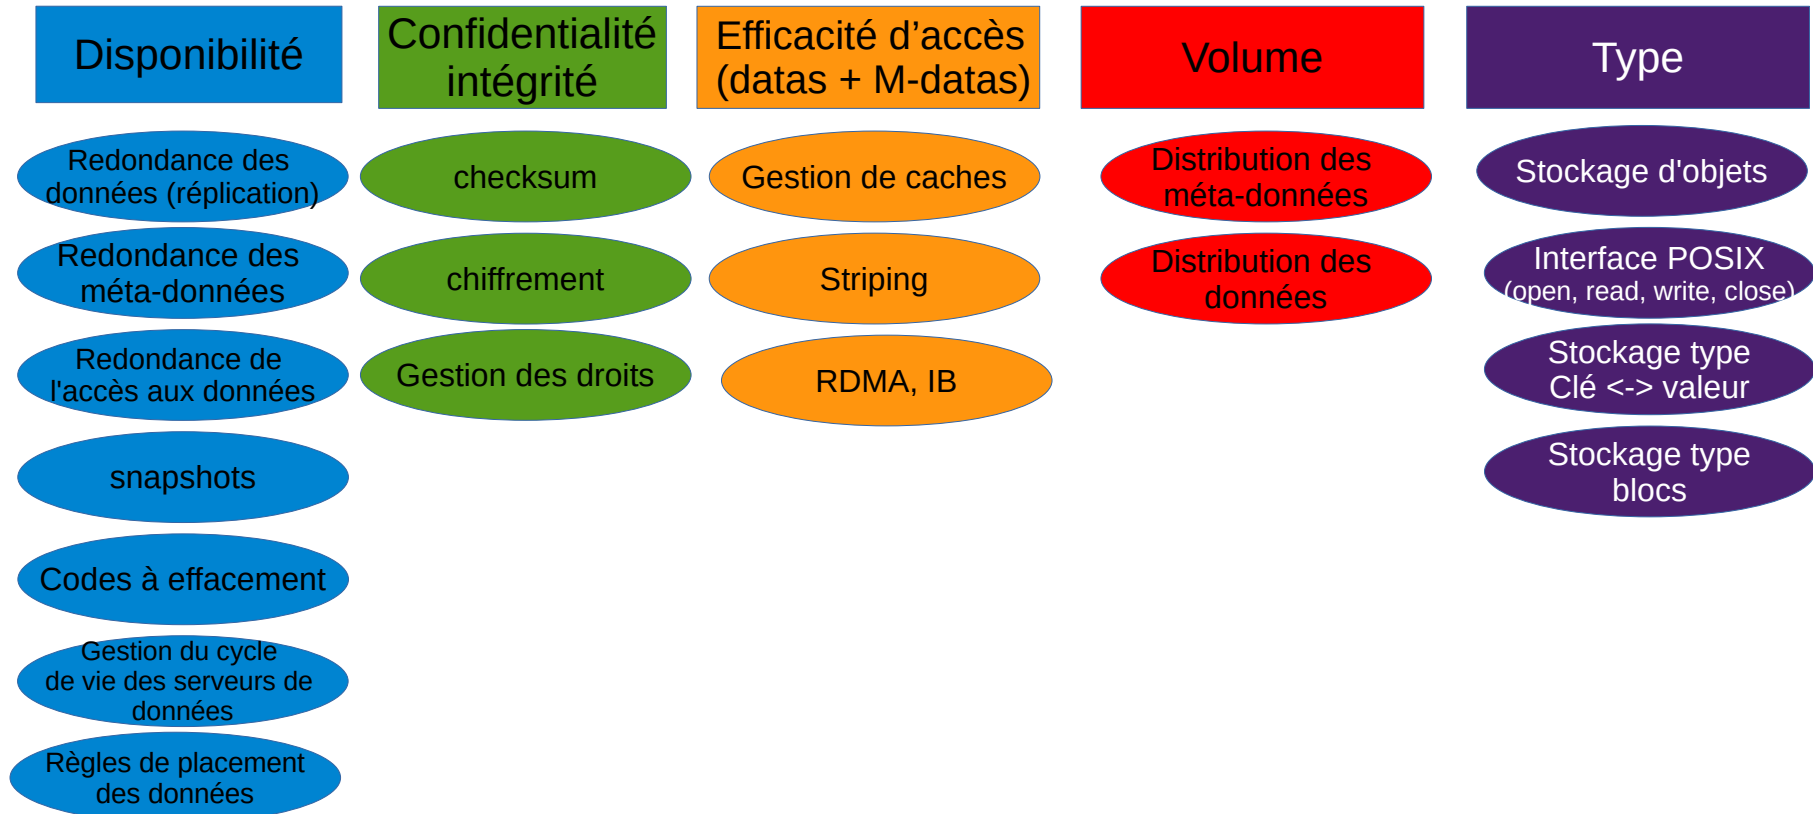 Disponibilité
Confidentialité
intégrité
Efficacité d'accès
(datas + M-datas)
Volume
Type
Redondance des
données (réplication)
Redondance des
méta-données
Redondance de
l'accès aux données
snapshots
Codes à effacement
Gestion du cycle
de vie des serveurs de
données
Règles de placement
des données
checksum
chiffrement
Gestion des droits
Gestion de caches
Striping
RDMA, IB
Distribution des
méta-données
Distribution des
données
Stockage d'objets
Interface POSIX
(open, read, write, close)
Stockage type
Clé <-> valeur
Stockage type
blocs